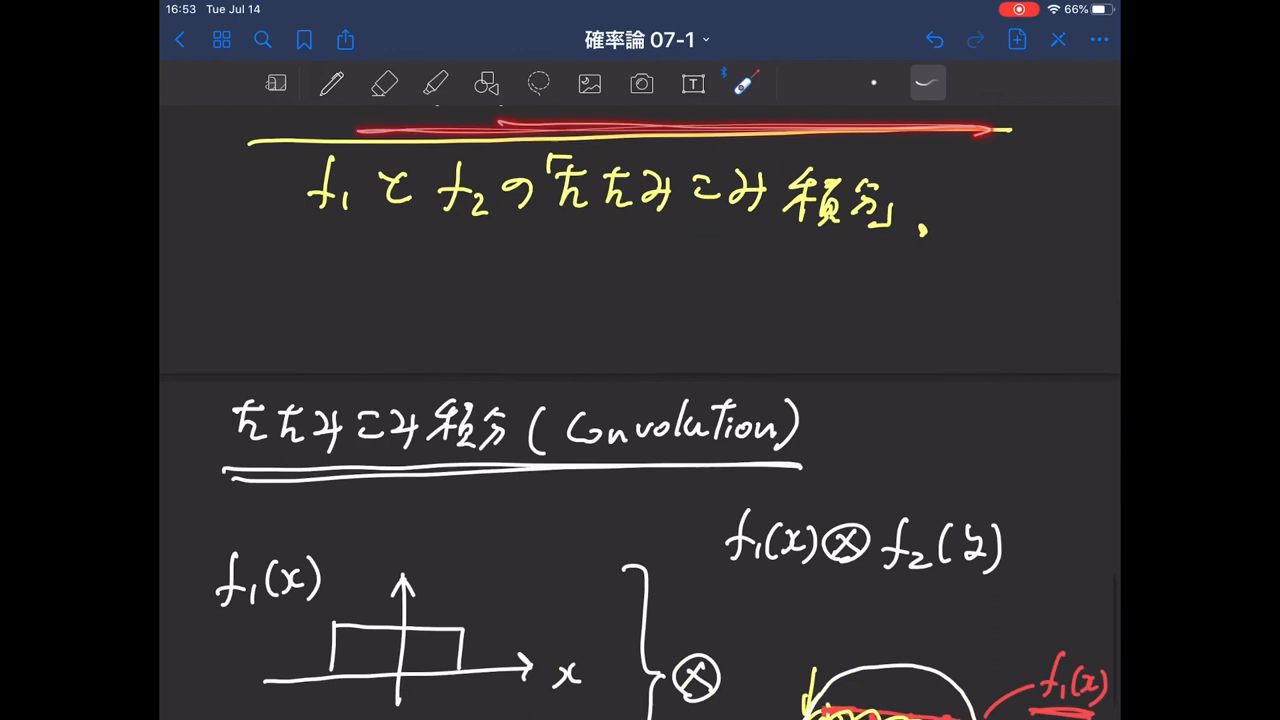 16:53 Tue Jul 14
66%
確率論 07-1
T
f₁ と f₂ の「たたみこみ積分」.
たたみこみ積分 (Convolution)
f₁(x) ⊗ f₂(y)
f₁(x)
x
⊗
f₁(x)